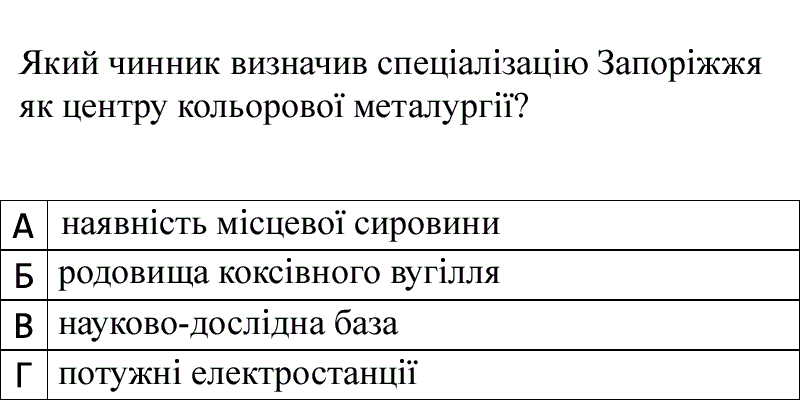 Який чинник визначив спеціалізацію Запоріжжя
як центру кольорової металургії?
А наявність місцевої сировини
Б родовища коксівного вугілля
В науково-дослідна база
Г потужні електростанції